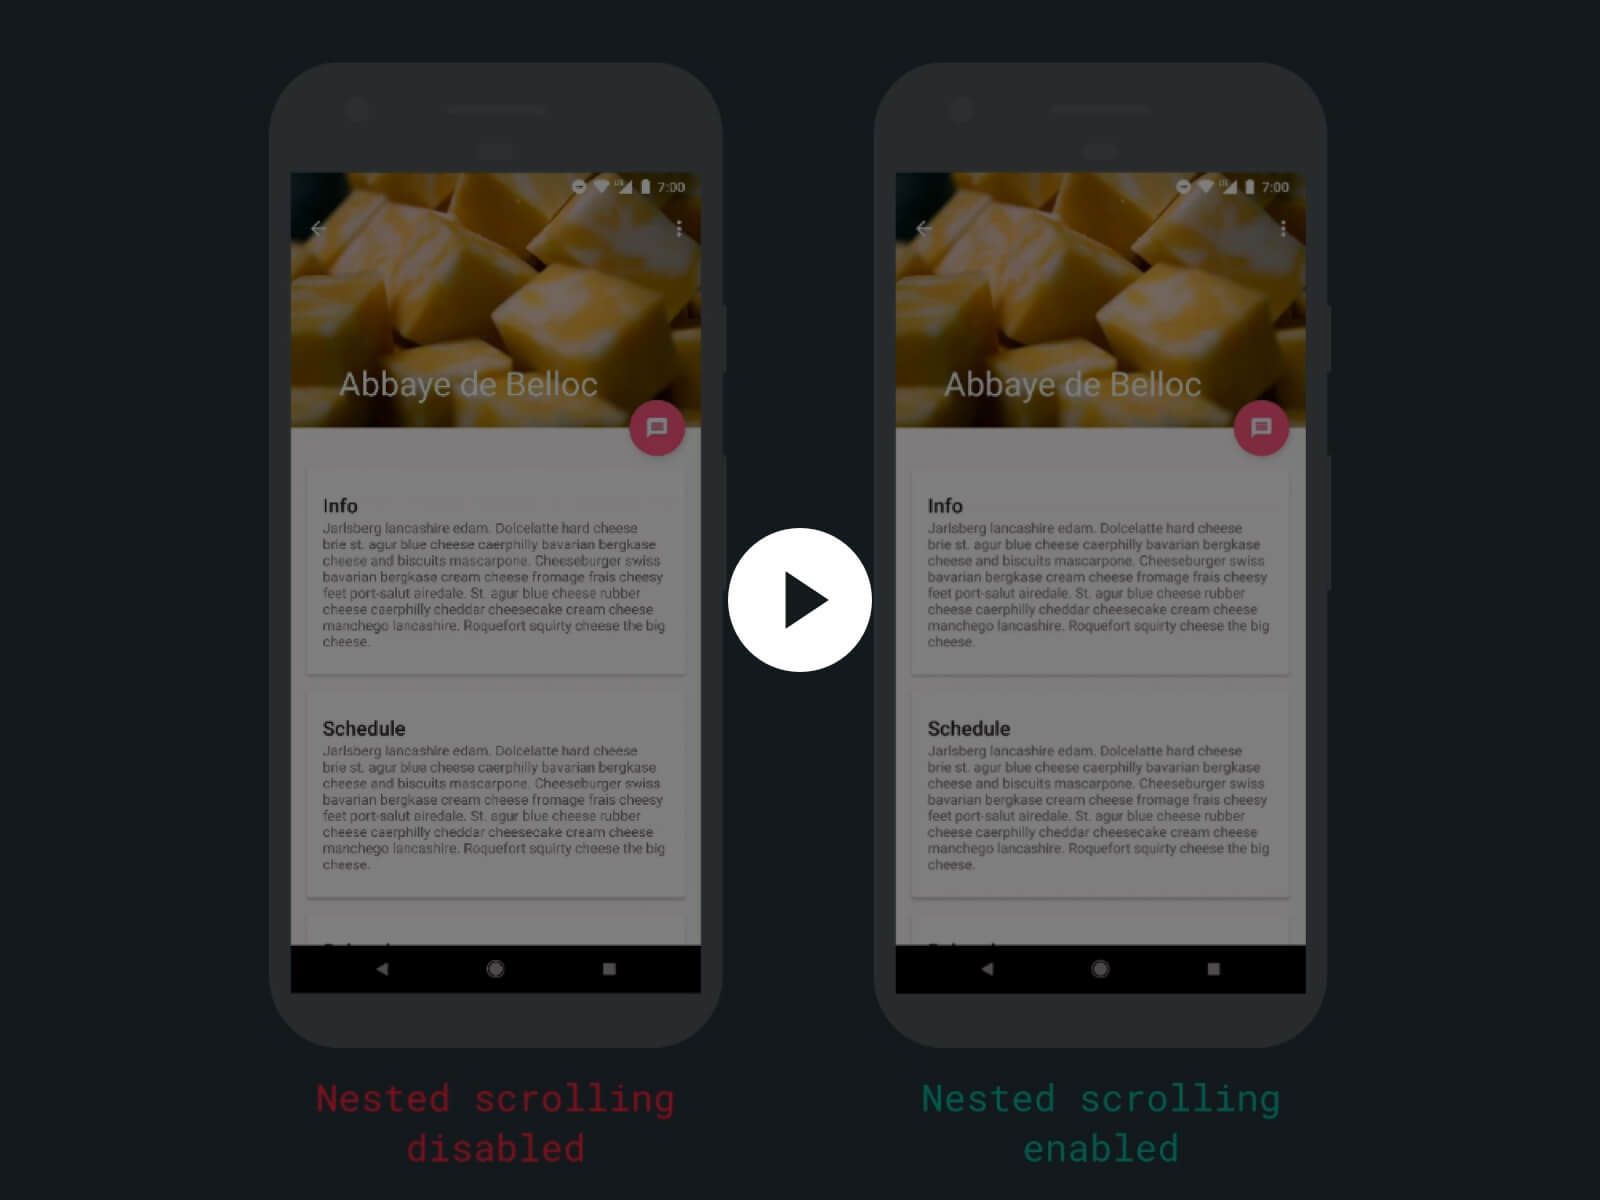 LTE 7:00
Abbaye de Belloc
Info
Jarlsberg lancashire edam. Dolcelatte hard cheese
brie st. agur blue cheese caerphilly bavarian bergkase
cheese and biscuits mascarpone. Cheeseburger swiss
bavarian bergkase cream cheese fromage frais cheesy
feet port-salut airedale. St. agur blue cheese rubber
cheese caerphilly cheddar cheesecake cream cheese
manchego lancashire. Roquefort squirty cheese the big
cheese.
Schedule
Jarlsberg lancashire edam. Dolcelatte hard cheese
brie st. agur blue cheese caerphilly bavarian bergkase
cheese and biscuits mascarpone. Cheeseburger swiss
bavarian bergkase cream cheese fromage frais cheesy
feet port-salut airedale. St. agur blue cheese rubber
cheese caerphilly cheddar cheesecake cream cheese
manchego lancashire. Roquefort squirty cheese the big
cheese.
Nested scrolling
disabled
LTE 7:00
Abbaye de Belloc
Info
Jarlsberg lancashire edam. Dolcelatte hard cheese
brie st. agur blue cheese caerphilly bavarian bergkase
cheese and biscuits mascarpone. Cheeseburger swiss
bavarian bergkase cream cheese fromage frais cheesy
feet port-salut airedale. St. agur blue cheese rubber
cheese caerphilly cheddar cheesecake cream cheese
manchego lancashire. Roquefort squirty cheese the big
cheese.
Schedule
Jarlsberg lancashire edam. Dolcelatte hard cheese
brie st. agur blue cheese caerphilly bavarian bergkase
cheese and biscuits mascarpone. Cheeseburger swiss
bavarian bergkase cream cheese fromage frais cheesy
feet port-salut airedale. St. agur blue cheese rubber
cheese caerphilly cheddar cheesecake cream cheese
manchego lancashire. Roquefort squirty cheese the big
cheese.
Nested scrolling
enabled